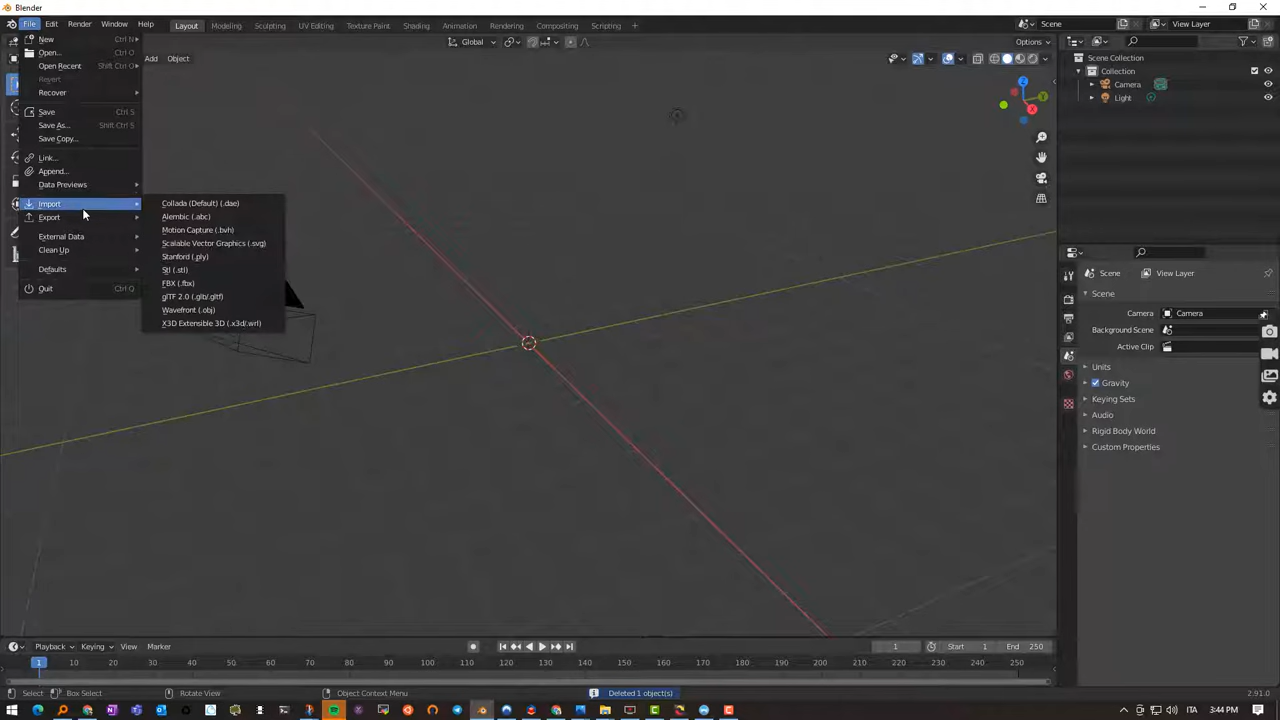 Blender
File Edit Render Window Help Layout Modeling Sculpting UV Editing Texture Paint Shading Animation Rendering Compositing Scripting + Scene View Layer
Global Options
Add Object
New Ctrl N
Open... Ctrl O
Open Recent Shift Ctrl O
Revert
Recover
Save Ctrl S
Save As... Shift Ctrl S
Save Copy...
Link...
Append...
Data Previews
Import
Export
External Data
Clean Up
Defaults
Quit Ctrl Q
Collada (Default) (.dae)
Alembic (.abc)
Motion Capture (.bvh)
Scalable Vector Graphics (.svg)
Stanford (.ply)
Stl (.stl)
FBX (.fbx)
glTF 2.0 (.glb/.gltf)
Wavefront (.obj)
X3D Extensible 3D (.x3d/.wrl)
Z
Y
X
Scene Collection
Collection
Camera
Light
Scene View Layer
Scene
Camera Camera
Background Scene
Active Clip
Units
Gravity
Keying Sets
Audio
Rigid Body World
Custom Properties
Playback Keying View Marker 1 Start 1 End 250
1 10 20 30 40 50 60 70 80 90 100 110 120 130 140 150 160 170 180 190 200 210 220 230 240 250
Select Box Select Rotate View Object Context Menu Deleted 1 object(s) 2.91.0
ITA 3:44 PM